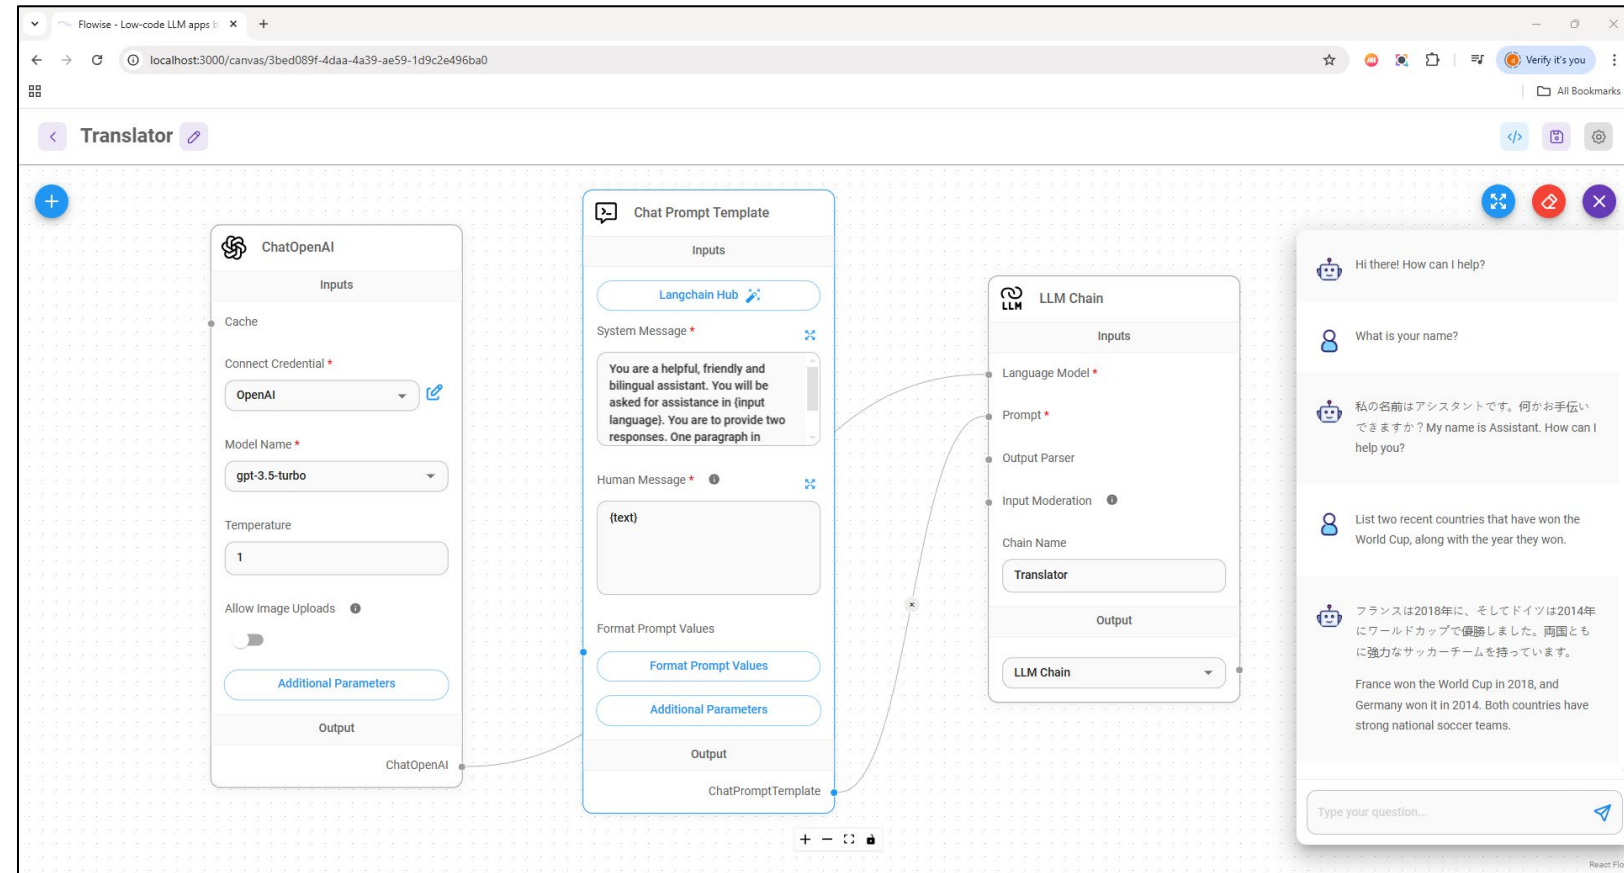 Flowise - Low-code LLM apps b
localhost:3000/canvas/3bed089f-4daa-4a39-ae59-1d9c2e496ba0
Verify it's you
All Bookmarks
Translator
ChatOpenAI
Inputs
Cache
Connect Credential *
OpenAI
Model Name *
gpt-3.5-turbo
Temperature
1
Allow Image Uploads
Additional Parameters
Output
ChatOpenAI
Chat Prompt Template
Inputs
Langchain Hub
System Message *
You are a helpful, friendly and
bilingual assistant. You will be
asked for assistance in {input
language}. You are to provide two
responses. One paragraph in
Human Message *
{text}
Format Prompt Values
Format Prompt Values
Additional Parameters
Output
ChatPromptTemplate
LLM
LLM Chain
Inputs
Language Model *
Prompt *
Output Parser
Input Moderation
Chain Name
Translator
Output
LLM Chain
Hi there! How can I help?
What is your name?
私の名前はアシスタントです。何かお手伝い
できますか？My name is Assistant. How can I
help you?
List two recent countries that have won the
World Cup, along with the year they won.
フランスは2018年に、そしてドイツは2014年
にワールドカップで優勝しました。両国とも
に強力なサッカーチームを持っています。
France won the World Cup in 2018, and
Germany won it in 2014. Both countries have
strong national soccer teams.
Type your question...
React Flo